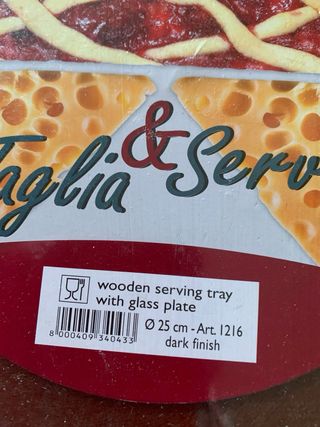 Taglia & Serv
wooden serving tray
with glass plate
Ø 25 cm - Art. 1216
dark finish
8 000409 340433